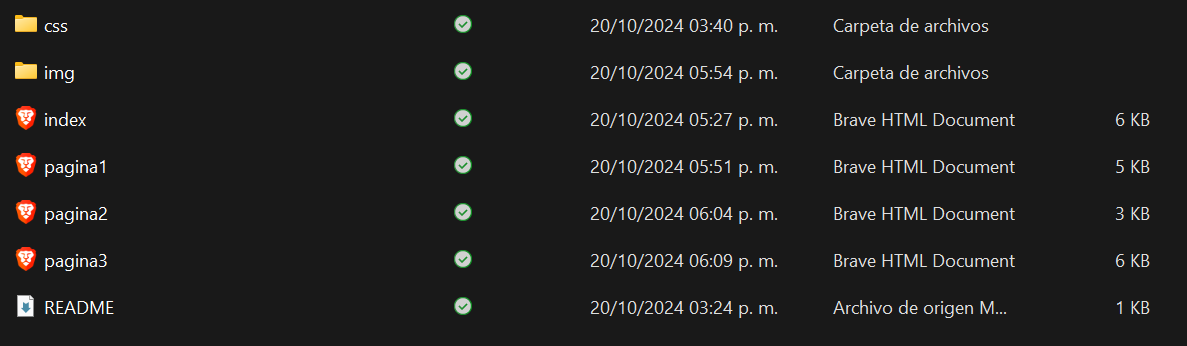 css 20/10/2024 03:40 p. m. Carpeta de archivos
img 20/10/2024 05:54 p. m. Carpeta de archivos
index 20/10/2024 05:27 p. m. Brave HTML Document 6 KB
pagina1 20/10/2024 05:51 p. m. Brave HTML Document 5 KB
pagina2 20/10/2024 06:04 p. m. Brave HTML Document 3 KB
pagina3 20/10/2024 06:09 p. m. Brave HTML Document 6 KB
README 20/10/2024 03:24 p. m. Archivo de origen M... 1 KB